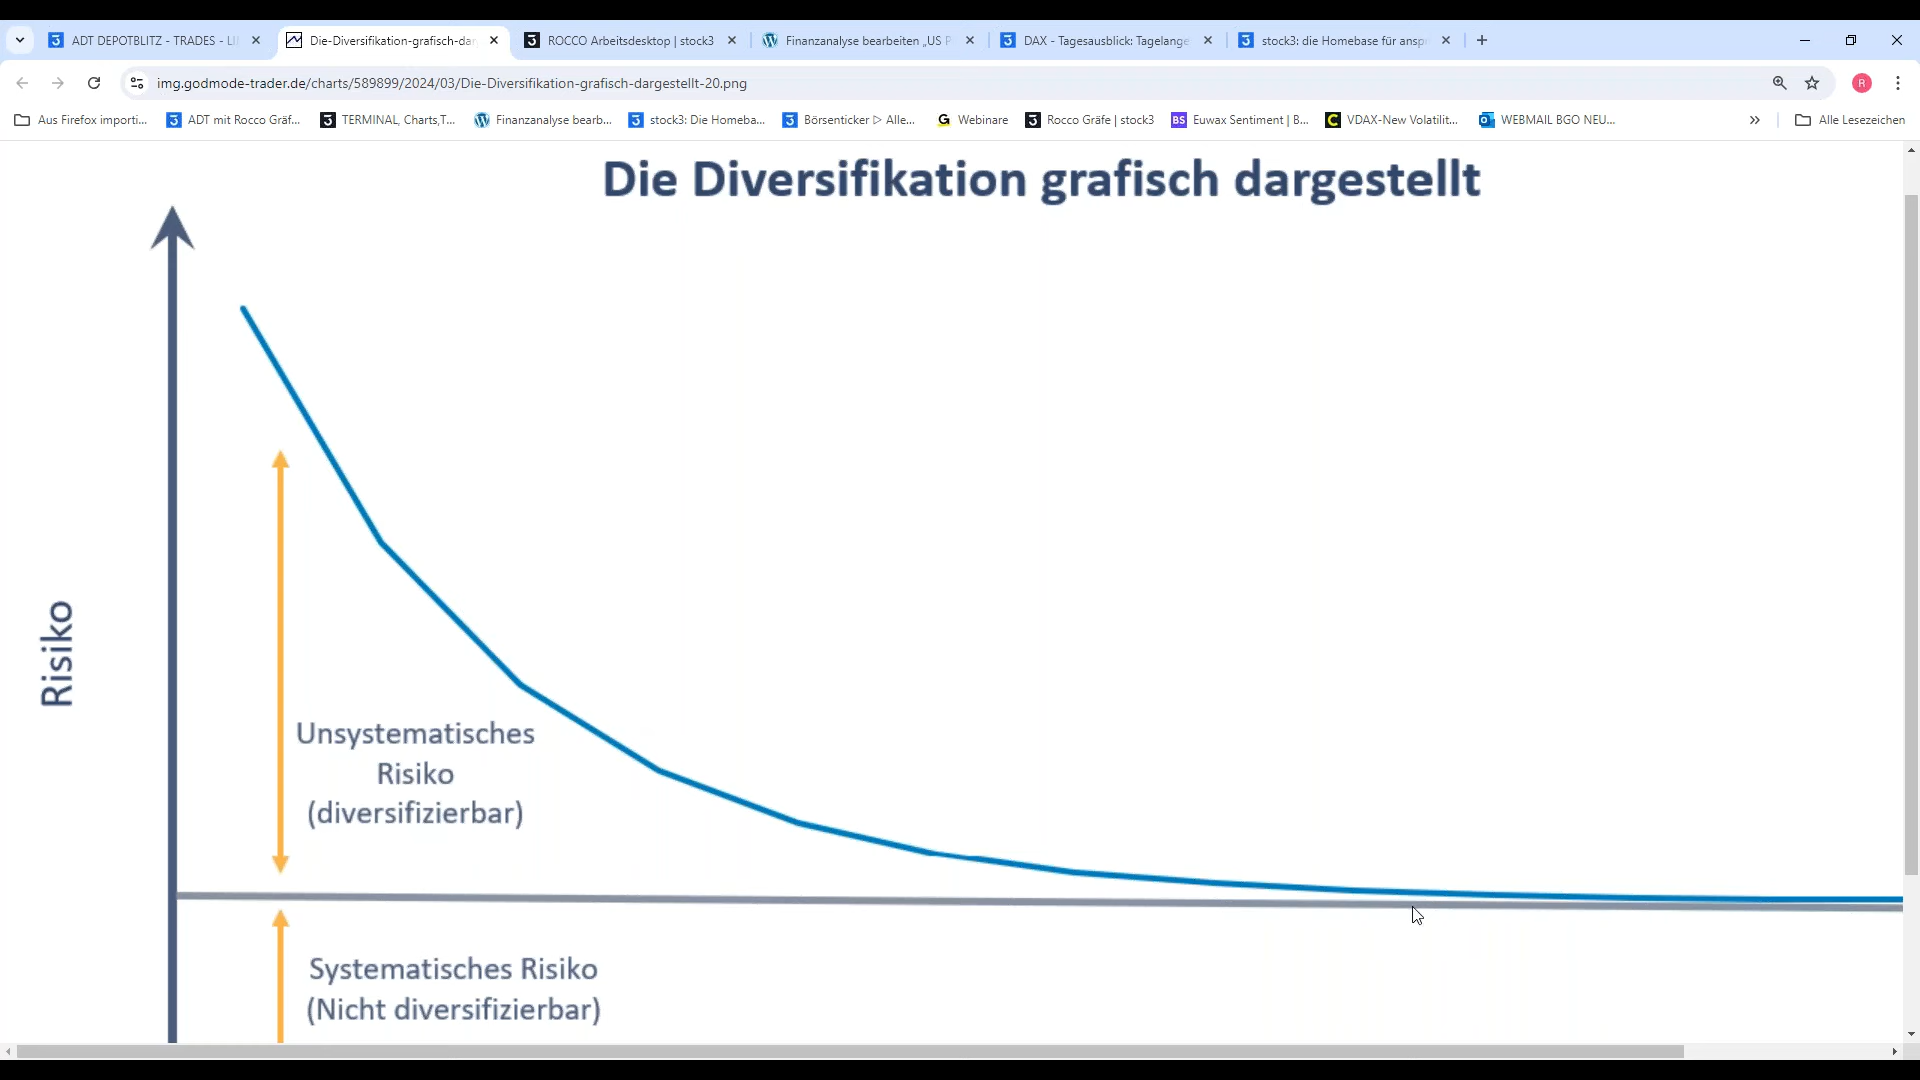 ADT DEPOTBLITZ - TRADES - LI
Die-Diversifikation-grafisch-dar
ROCCO Arbeitsdesktop | stock3
Finanzanalyse bearbeiten „US P
DAX - Tagesausblick: Tagelange
stock3: die Homebase für anspr
img.godmode-trader.de/charts/589899/2024/03/Die-Diversifikation-grafisch-dargestellt-20.png
R
Aus Firefox importi...
ADT mit Rocco Gräf...
TERMINAL, Charts,T...
Finanzanalyse bearb...
stock3: Die Homeba...
Börsenticker ▷ Alle...
Webinare
Rocco Gräfe | stock3
BS Euwax Sentiment | B...
VDAX-New Volatilit...
WEBMAIL BGO NEU...
Alle Lesezeichen
Die Diversifikation grafisch dargestellt
Risiko
Unsystematisches
Risiko
(diversifizierbar)
Systematisches Risiko
(Nicht diversifizierbar)